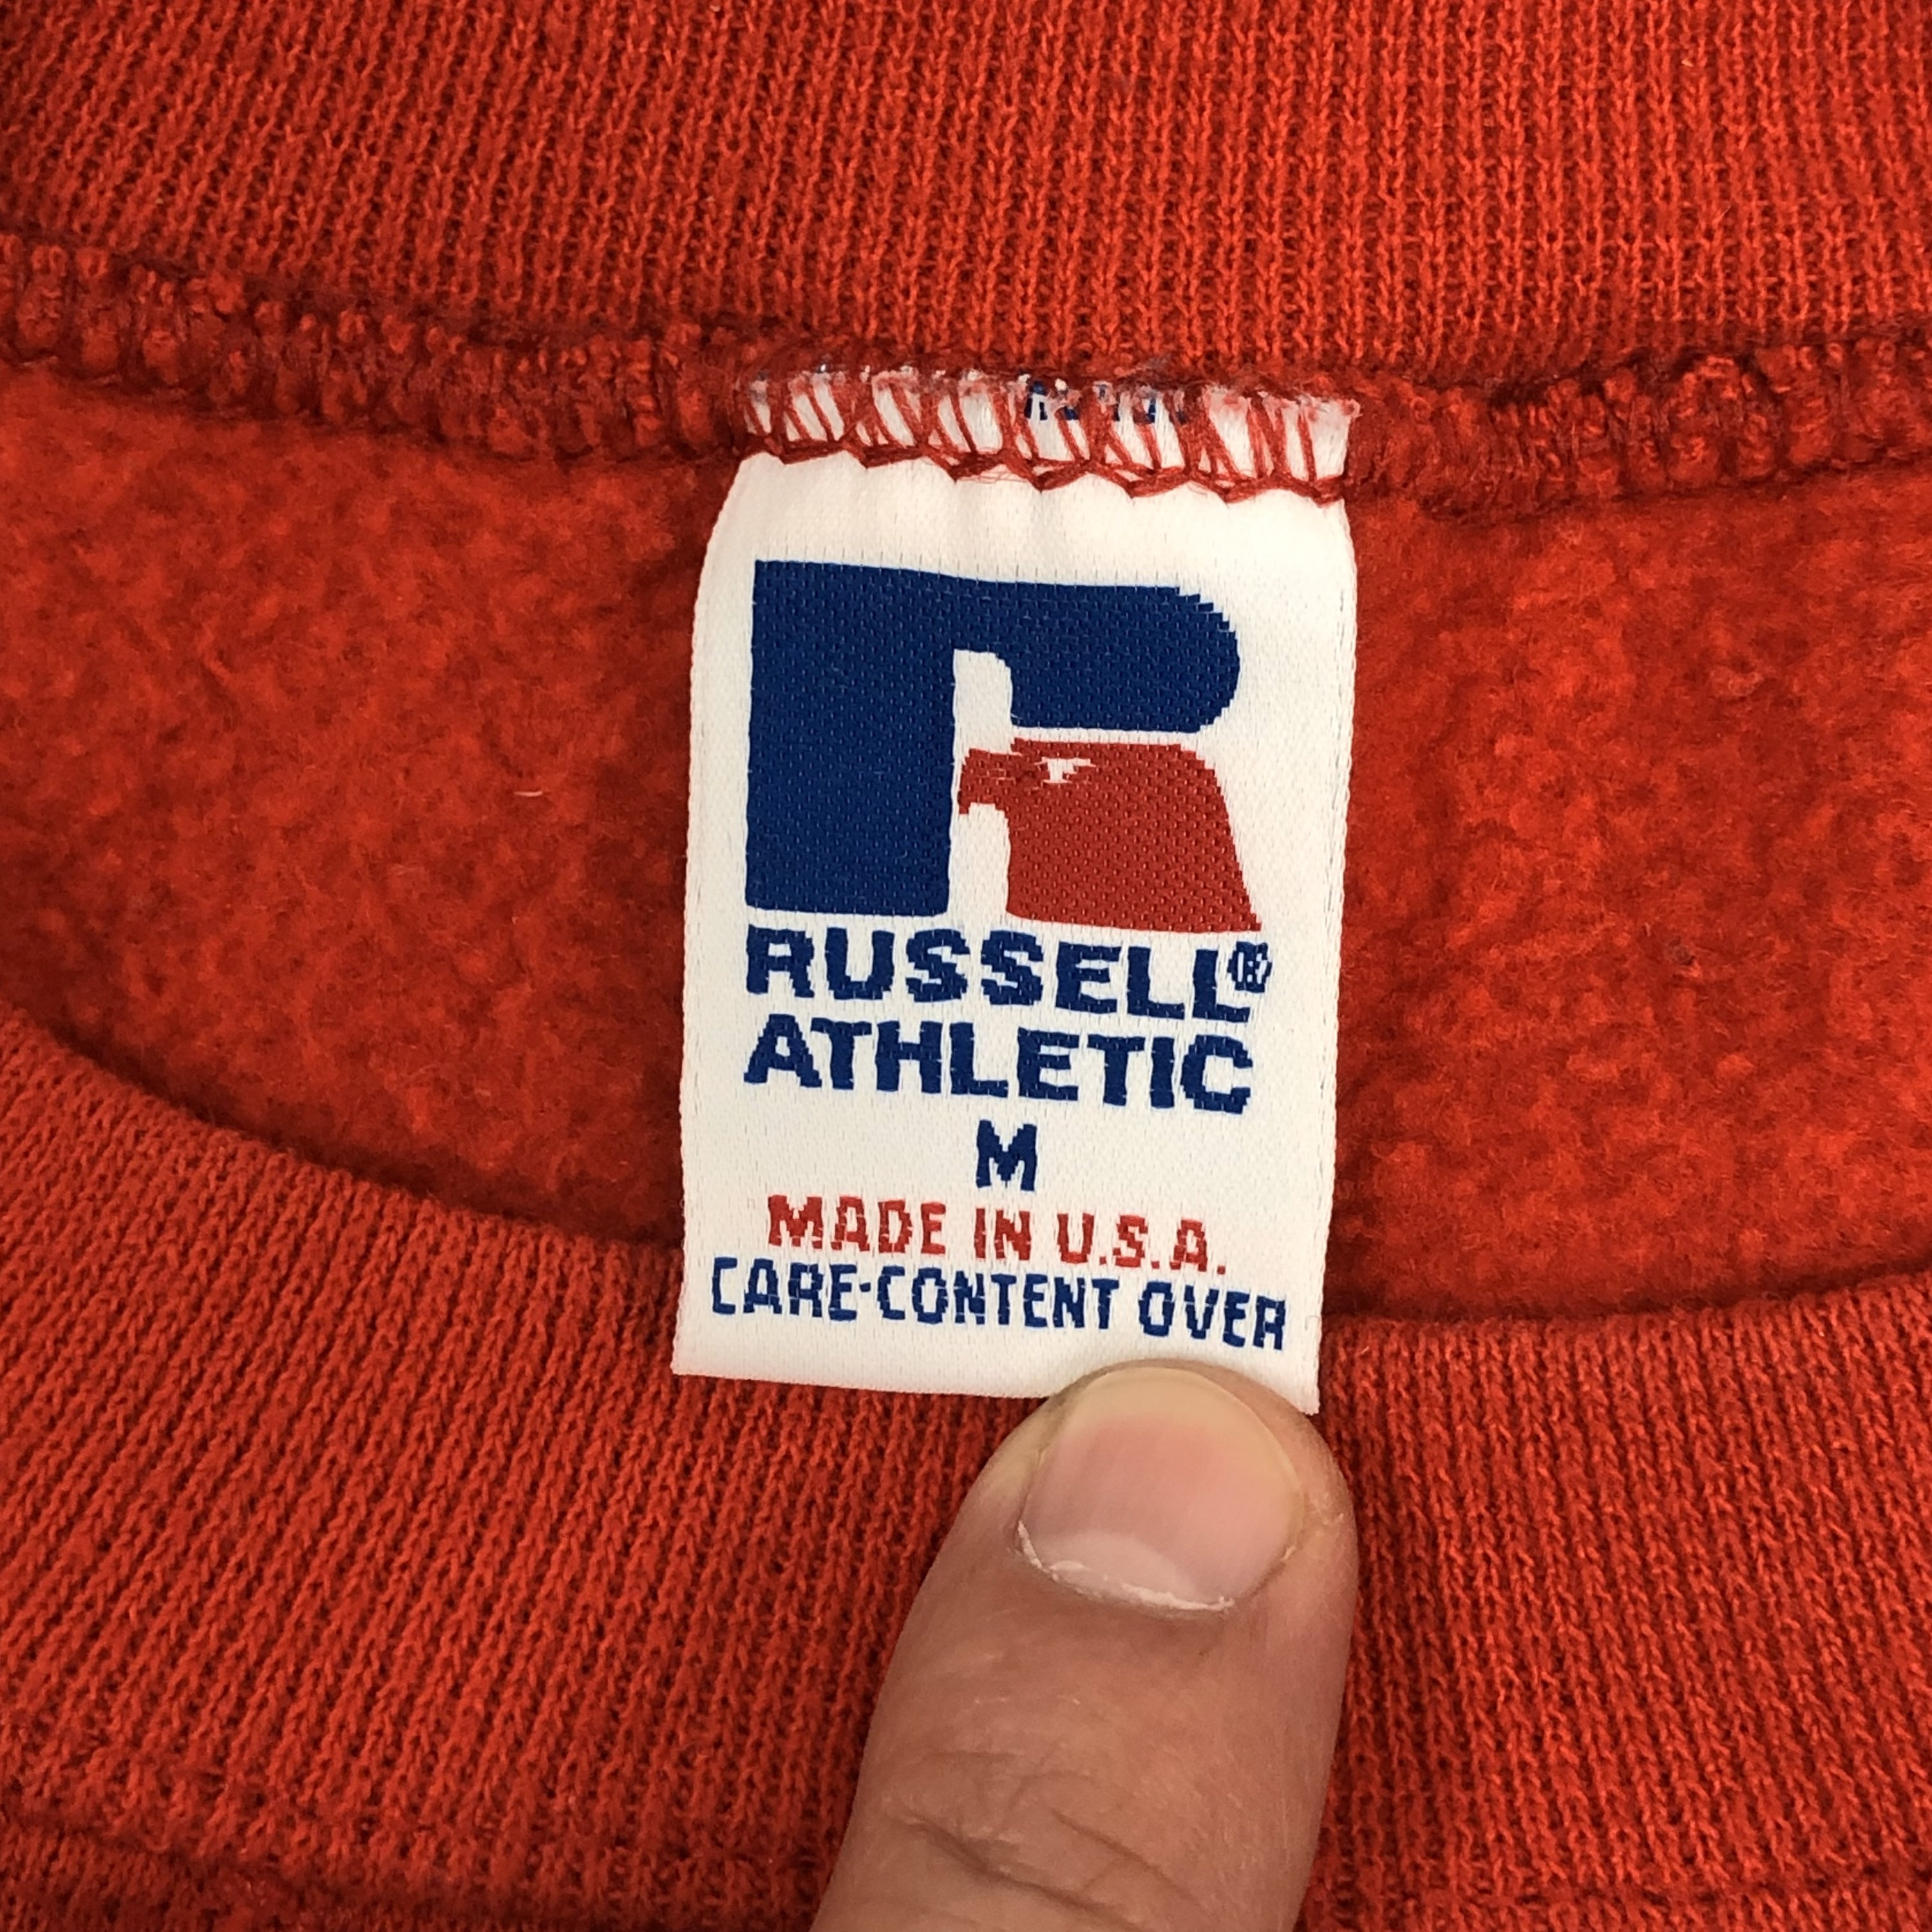 RUSSELL®
ATHLETIC
M
MADE IN U.S.A.
CARE-CONTENT OVER